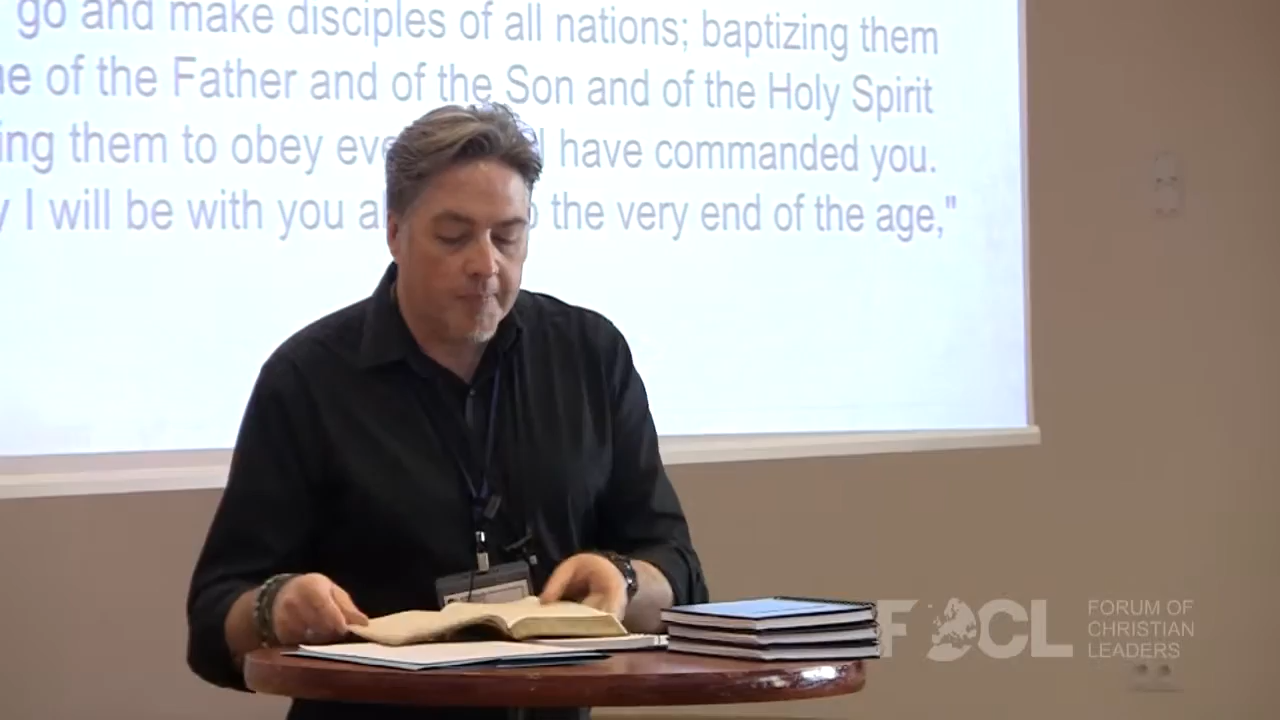 go and make disciples of all nations; baptizing them
of the Father and of the Son and of the Holy Spirit
them to obey have commanded you.
I will be with you the very end of the age,"
FOCL
FORUM OF
CHRISTIAN
LEADERS